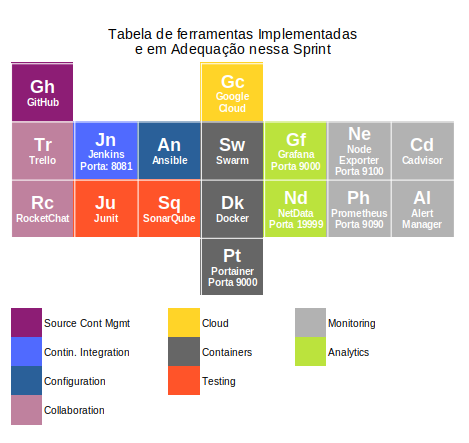 Tabela de ferramentas Implementadas
e em Adequação nessa Sprint
Gh
GitHub
Gc
Google
Cloud
Tr
Trello
Jn
Jenkins
Porta: 8081
An
Ansible
Sw
Swarm
Gf
Grafana
Porta 9000
Ne
Node
Exporter
Porta 9100
Cd
Cadvisor
Rc
RocketChat
Ju
Junit
Sq
SonarQube
Dk
Docker
Nd
NetData
Porta 19999
Ph
Prometheus
Porta 9090
Al
Alert
Manager
Pt
Portainer
Porta 9000
Source Cont Mgmt
Cloud
Monitoring
Contin. Integration
Containers
Analytics
Configuration
Testing
Collaboration